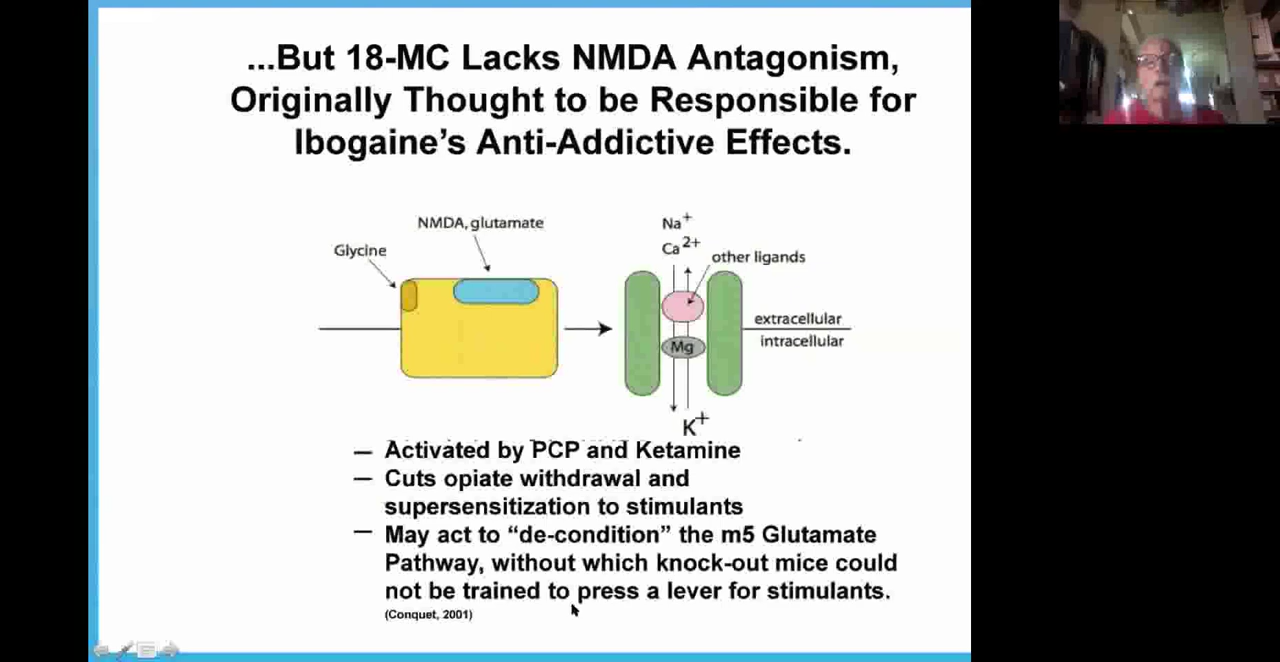 ...But 18-MC Lacks NMDA Antagonism,
Originally Thought to be Responsible for
Ibogaine's Anti-Addictive Effects.
NMDA, glutamate
Glycine
Na+
Ca 2+
other ligands
extracellular
Mg
intracellular
K+
— Activated by PCP and Ketamine
— Cuts opiate withdrawal and
supersensitization to stimulants
— May act to “de-condition” the m5 Glutamate
Pathway, without which knock-out mice could
not be trained to press a lever for stimulants.
(Conquet, 2001)